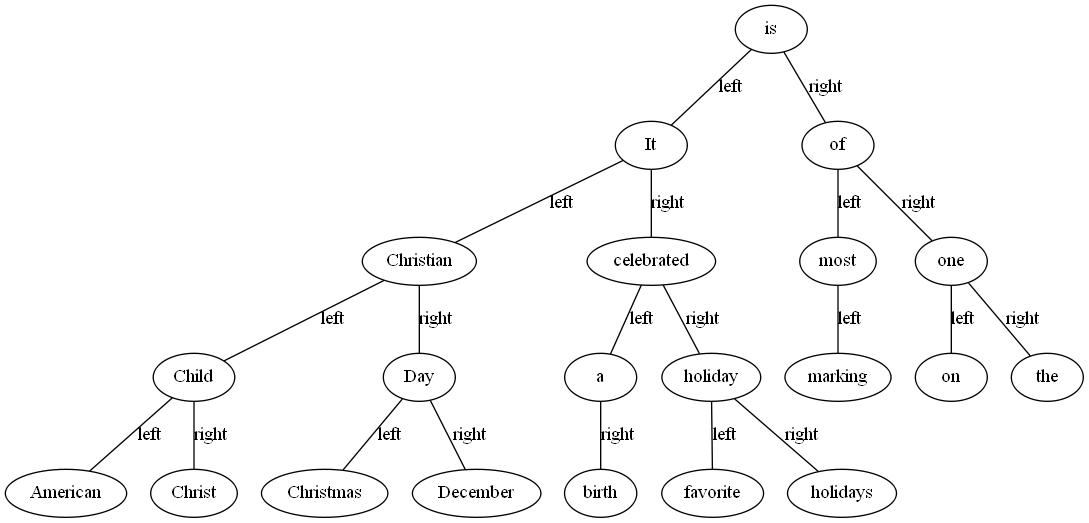 is
left right
It of
left right left right
Christian celebrated most one
left right left right left left right
Child Day a holiday marking on the
left right left right right left right
American Christ Christmas December birth favorite holidays